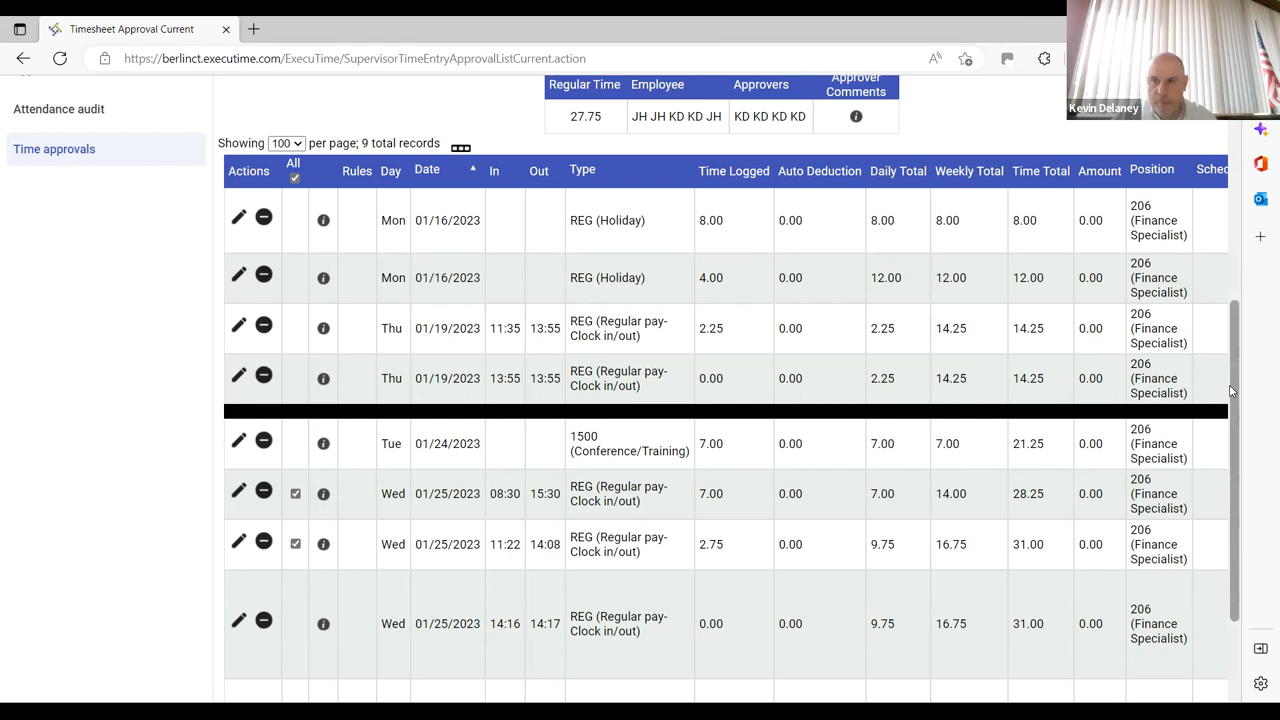 Timesheet Approval Current
https://berlinct.executime.com/ExecuTime/SupervisorTimeEntryApprovalListCurrent.action
Kevin Delaney
Attendance audit
Time approvals
Regular Time Employee Approvers Approver
Comments
27.75 JH JH KD KD JH KD KD KD KD
Showing 100 per page; 9 total records
Actions All Rules Day Date In Out Type Time Logged Auto Deduction Daily Total Weekly Total Time Total Amount Position Sched
Mon 01/16/2023 REG (Holiday) 8.00 0.00 8.00 8.00 8.00 0.00 206
(Finance
Specialist)
Mon 01/16/2023 REG (Holiday) 4.00 0.00 12.00 12.00 12.00 0.00 206
(Finance
Specialist)
Thu 01/19/2023 11:35 13:55 REG (Regular pay-
Clock in/out) 2.25 0.00 2.25 14.25 14.25 0.00 206
(Finance
Specialist)
Thu 01/19/2023 13:55 13:55 REG (Regular pay-
Clock in/out) 0.00 0.00 2.25 14.25 14.25 0.00 206
(Finance
Specialist)
Tue 01/24/2023 1500
(Conference/Training) 7.00 0.00 7.00 7.00 21.25 0.00 206
(Finance
Specialist)
Wed 01/25/2023 08:30 15:30 REG (Regular pay-
Clock in/out) 7.00 0.00 7.00 14.00 28.25 0.00 206
(Finance
Specialist)
Wed 01/25/2023 11:22 14:08 REG (Regular pay-
Clock in/out) 2.75 0.00 9.75 16.75 31.00 0.00 206
(Finance
Specialist)
Wed 01/25/2023 14:16 14:17 REG (Regular pay-
Clock in/out) 0.00 0.00 9.75 16.75 31.00 0.00 206
(Finance
Specialist)